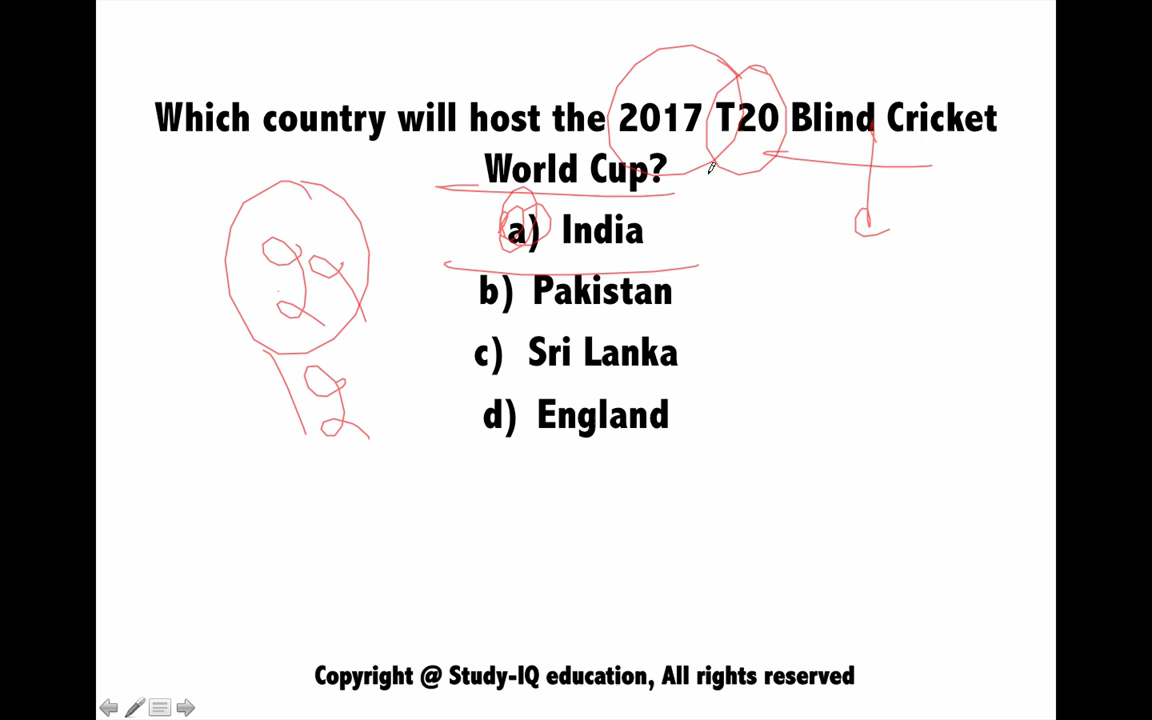 Which country will host the 2017 T20 Blind Cricket
World Cup?
a) India
b) Pakistan
c) Sri Lanka
d) England
Copyright @ Study-IQ education, All rights reserved